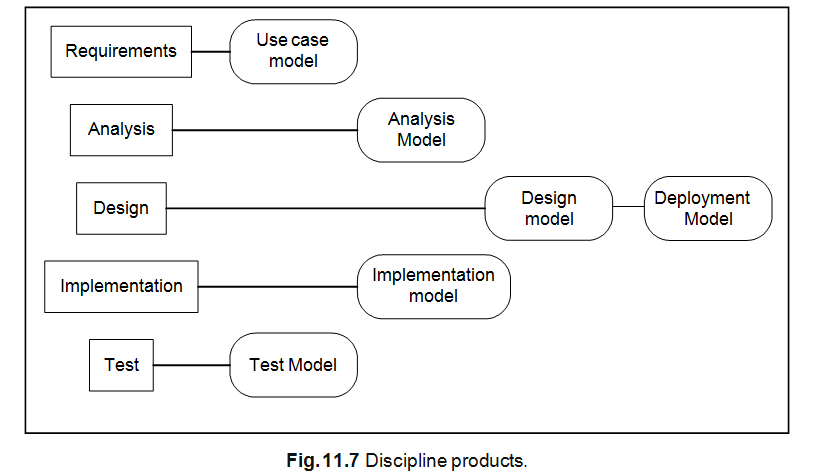 Requirements
Use case
model
Analysis
Analysis
Model
Design
Design
model
Deployment
Model
Implementation
Implementation
model
Test
Test Model
Fig.11.7 Discipline products.